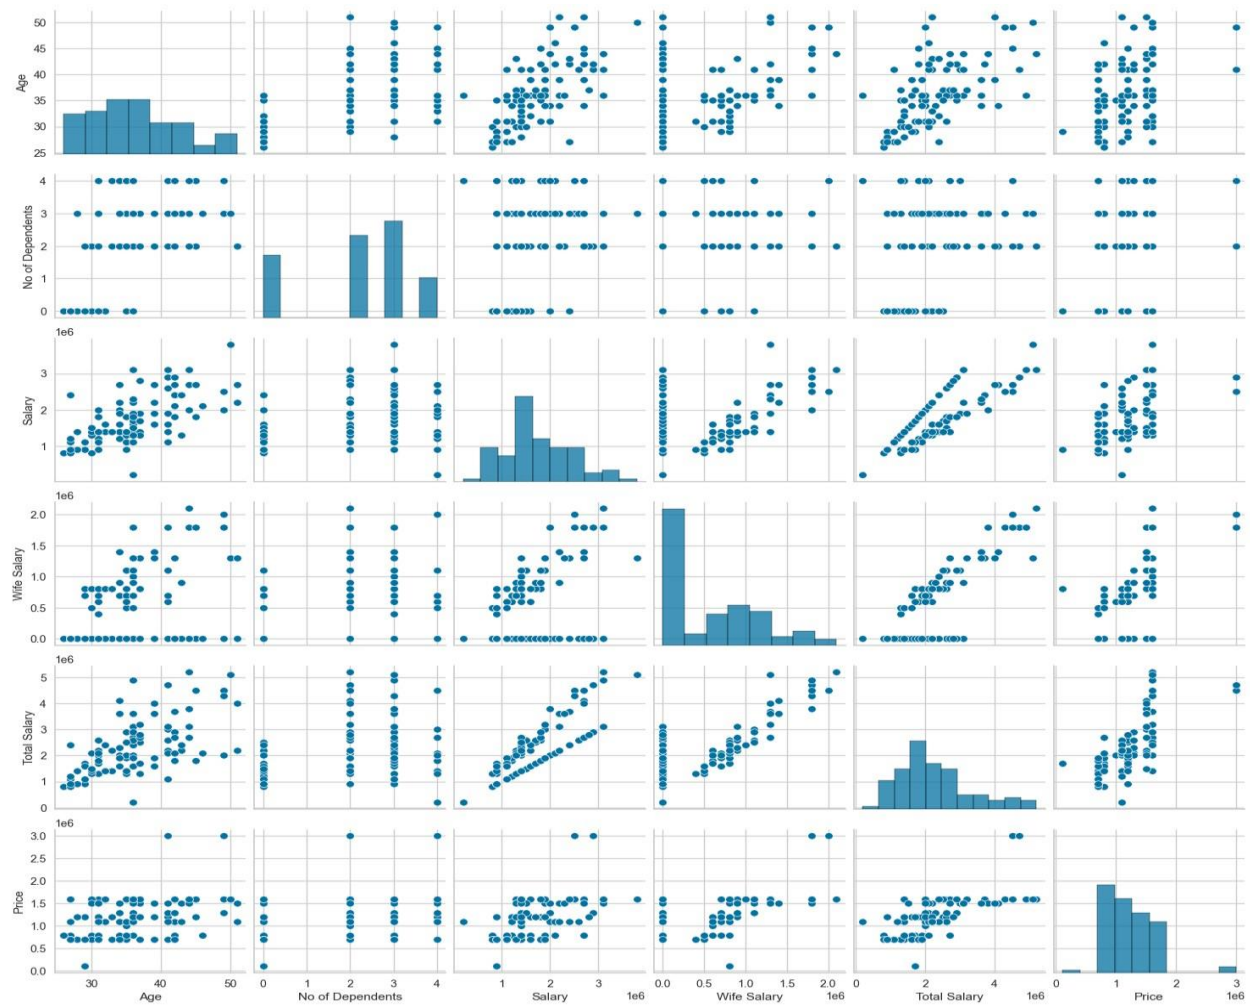 50
45
40
35
30
25
Age
4
3
2
1
0
No of Dependents
1e6
3
2
1
Salary
1e6
2.0
1.5
1.0
0.5
0.0
Wife Salary
1e6
5
4
3
2
1
0
Total Salary
1e6
3.0
2.5
2.0
1.5
1.0
0.5
0.0
Price
30 40 50
Age
0 1 2 3 4
No of Dependents
1 2 3
Salary 1e6
0.0 0.5 1.0 1.5 2.0
Wife Salary 1e6
0 2 4
Total Salary 1e6
0 1 2 3
Price 1e6